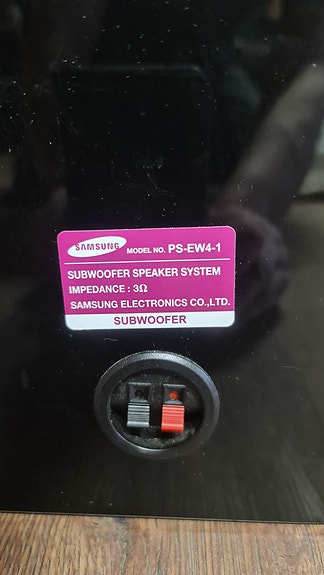 SAMSUNG MODEL NO. PS-EW4-1
SUBWOOFER SPEAKER SYSTEM
IMPEDANCE : 3Ω
SAMSUNG ELECTRONICS CO.,LTD.
SUBWOOFER